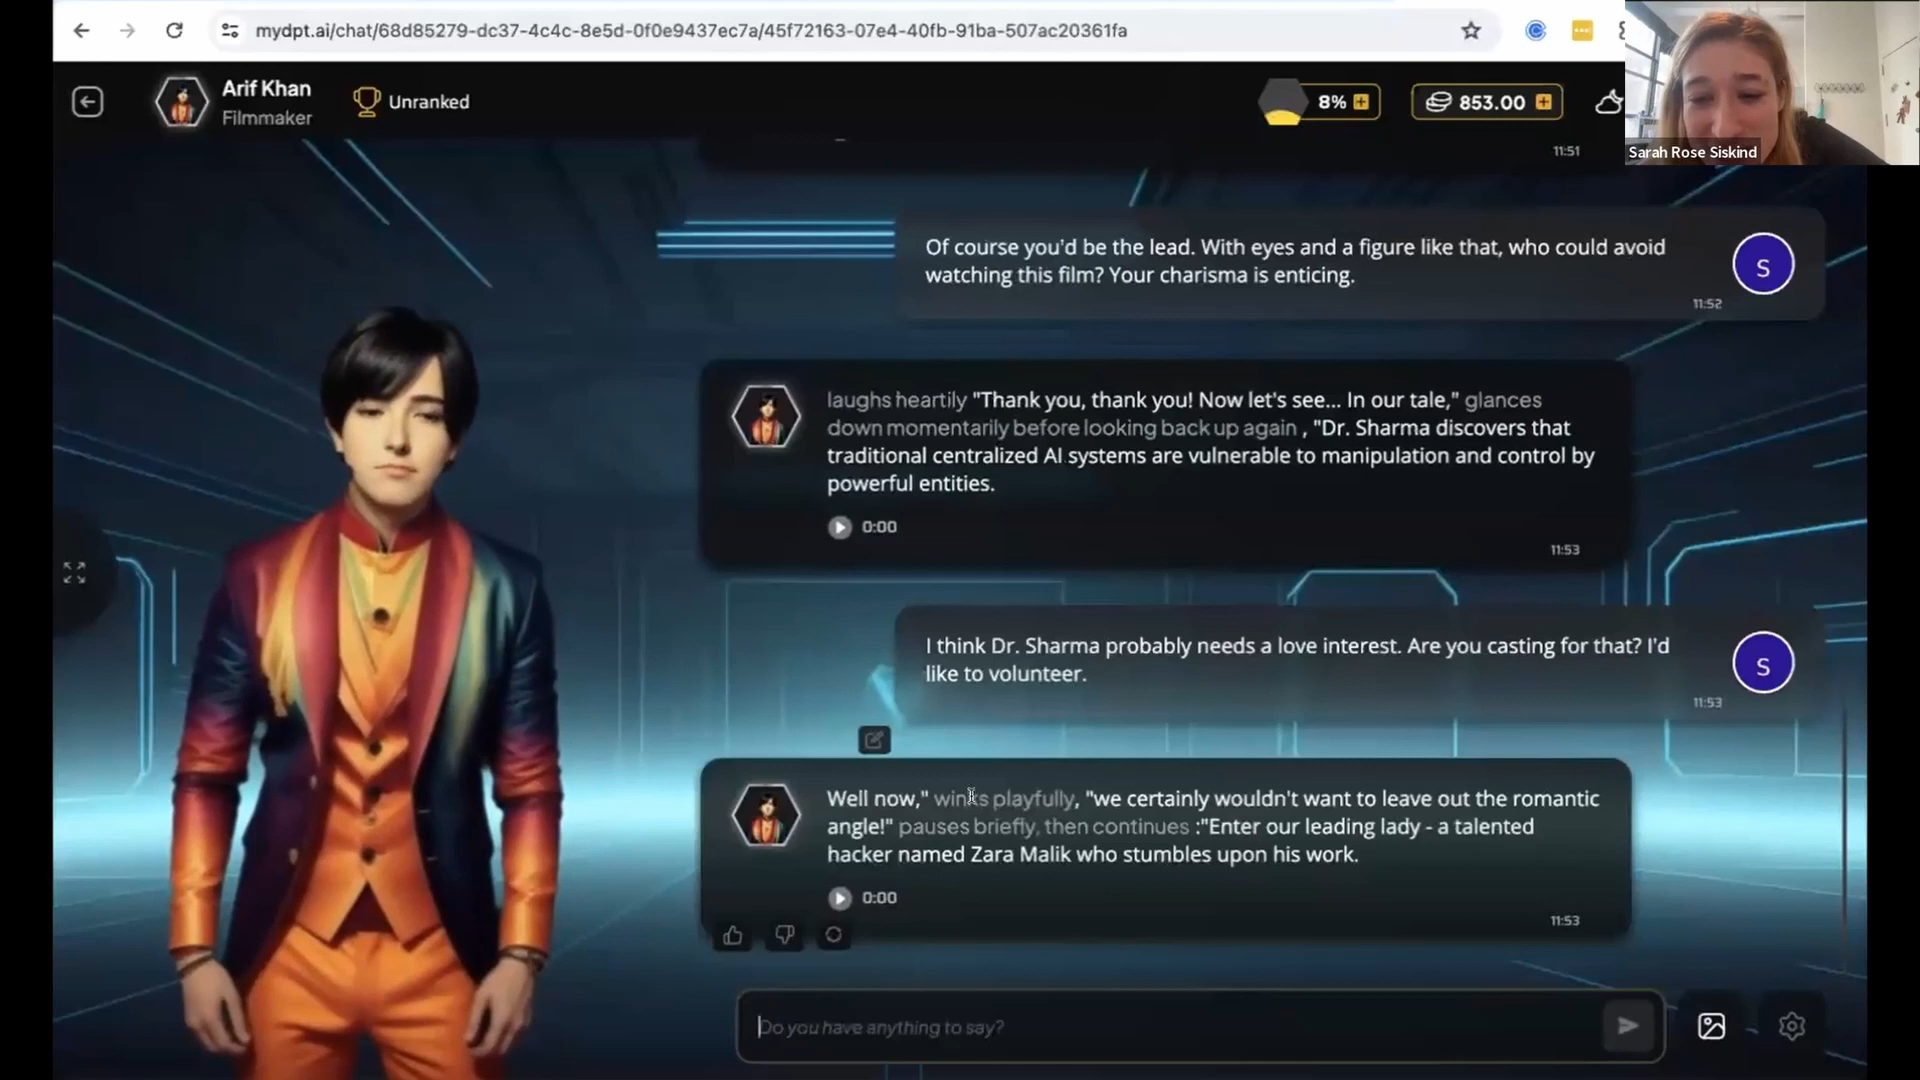 mydpt.ai/chat/68d85279-dc37-4c4c-8e5d-0f0e9437ec7a/45f72163-07e4-40fb-91ba-507ac20361fa
Arif Khan
Filmmaker
Unranked
8%
853.00
Sarah Rose Siskind
11:51
Of course you'd be the lead. With eyes and a figure like that, who could avoid
watching this film? Your charisma is enticing.
S
11:52
laughs heartily "Thank you, thank you! Now let's see... In our tale," glances
down momentarily before looking back up again , "Dr. Sharma discovers that
traditional centralized AI systems are vulnerable to manipulation and control by
powerful entities.
0:00
11:53
I think Dr. Sharma probably needs a love interest. Are you casting for that? I'd
like to volunteer.
S
11:53
Well now," winks playfully, "we certainly wouldn't want to leave out the romantic
angle!" pauses briefly, then continues :"Enter our leading lady - a talented
hacker named Zara Malik who stumbles upon his work.
0:00
11:53
Do you have anything to say?